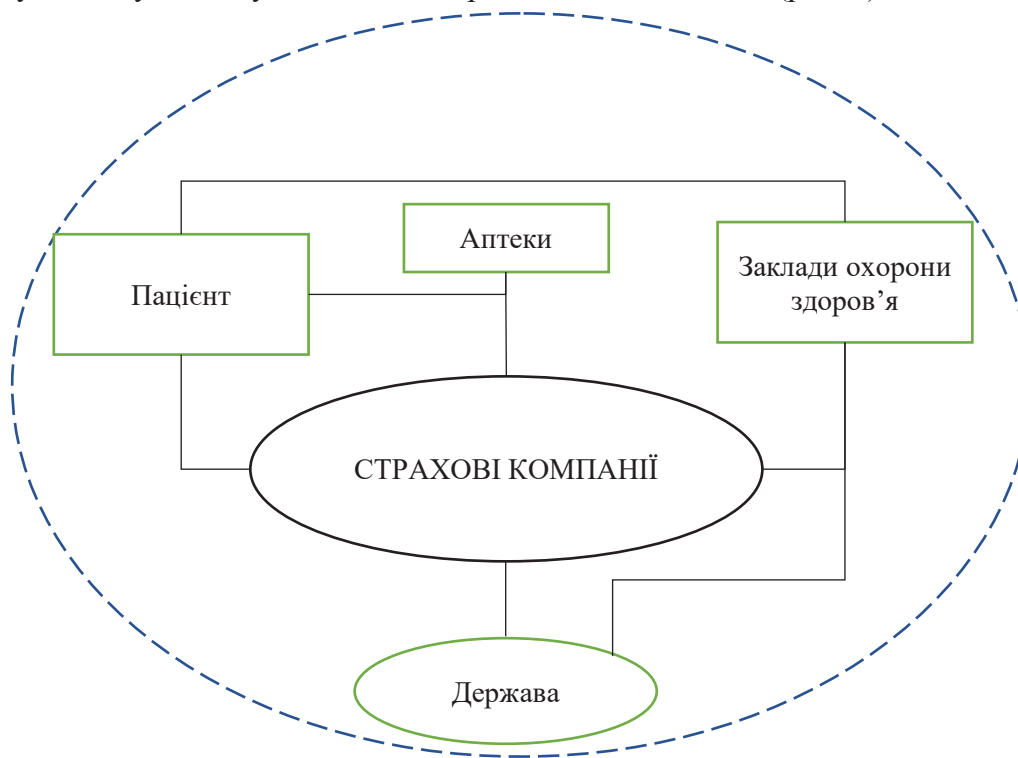 Аптеки
Пацієнт
Заклади охорони
здоров’я
СТРАХОВІ КОМПАНІЇ
Держава